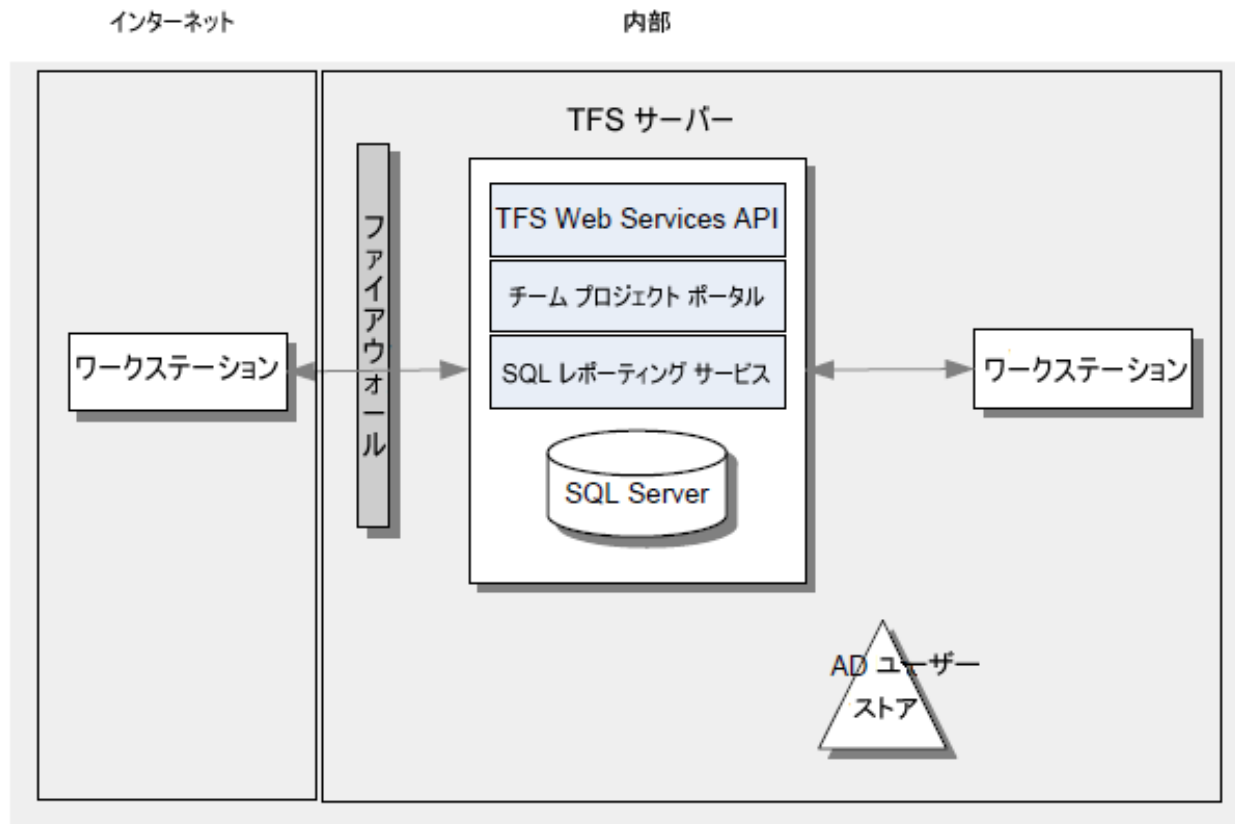 インターネット
内部
TFS サーバー
ファイアウォール
TFS Web Services API
チーム プロジェクト ポータル
SQL レポーティング サービス
SQL Server
ワークステーション
ワークステーション
AD ユーザー
ストア